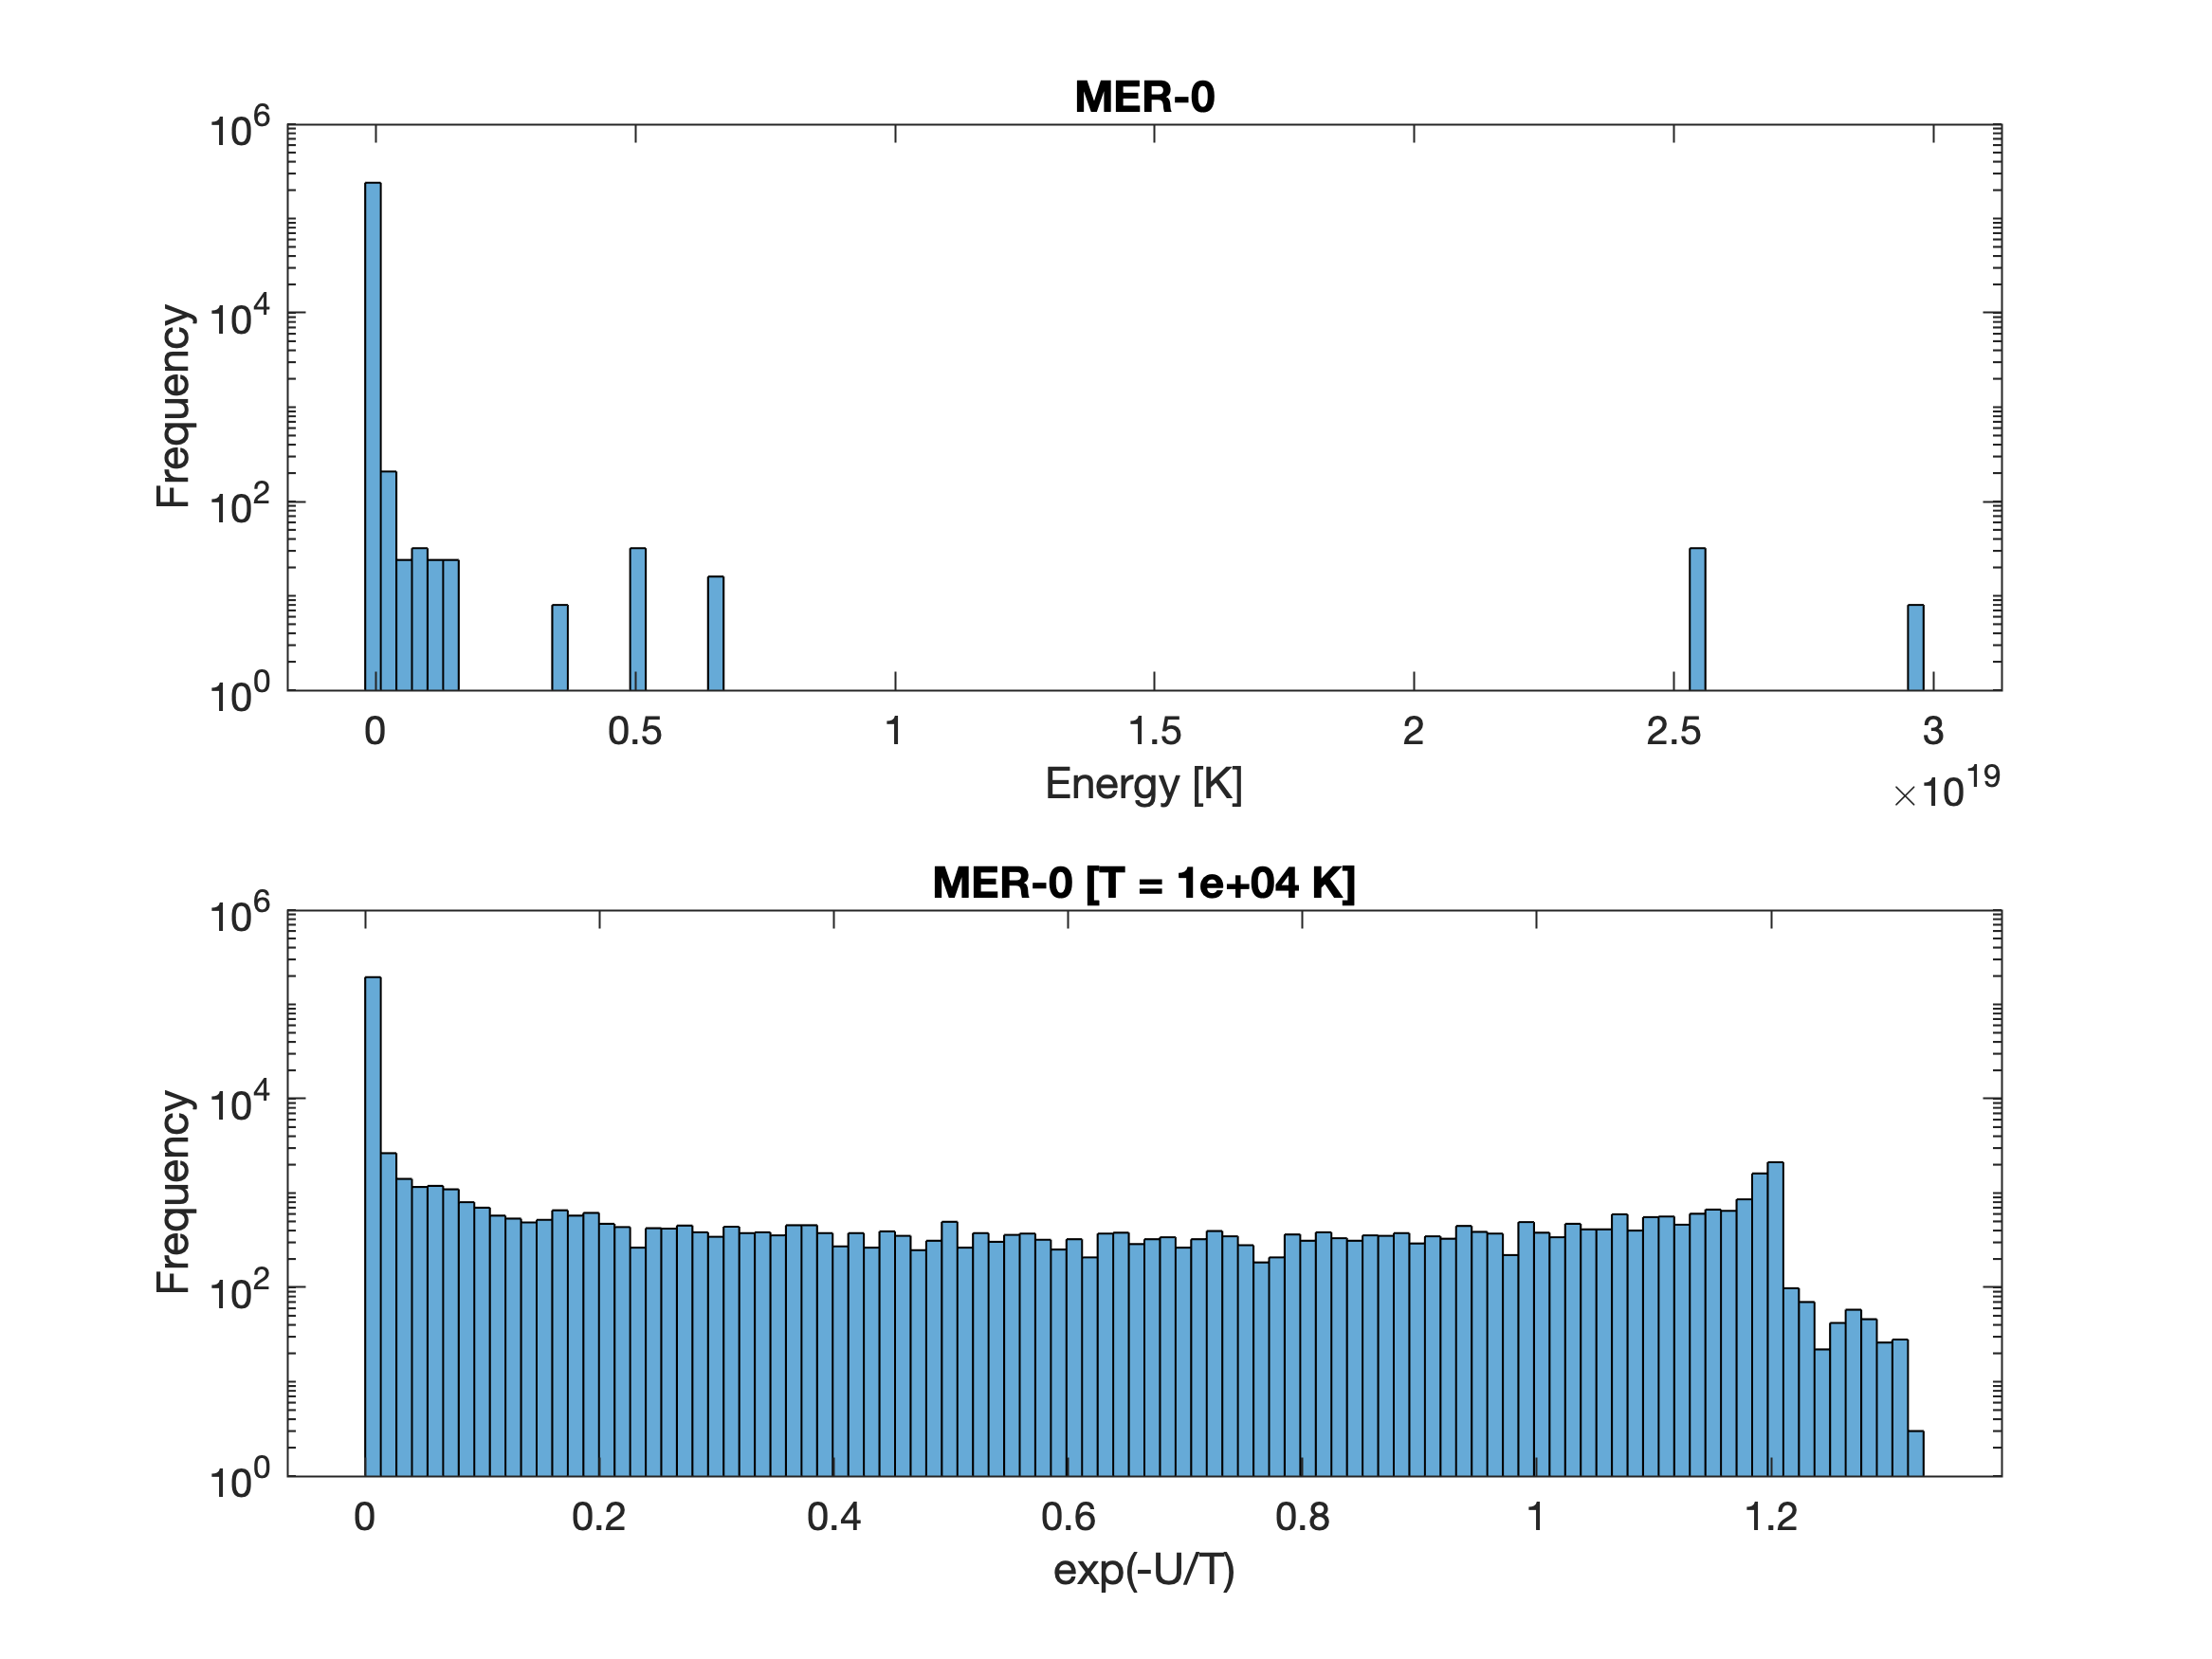 MER-0
10^6
10^4
10^2
10^0
Frequency
0 0.5 1 1.5 2 2.5 3
×10^19
Energy [K]
MER-0 [T = 1e+04 K]
10^6
10^4
10^2
10^0
Frequency
0 0.2 0.4 0.6 0.8 1 1.2
exp(-U/T)